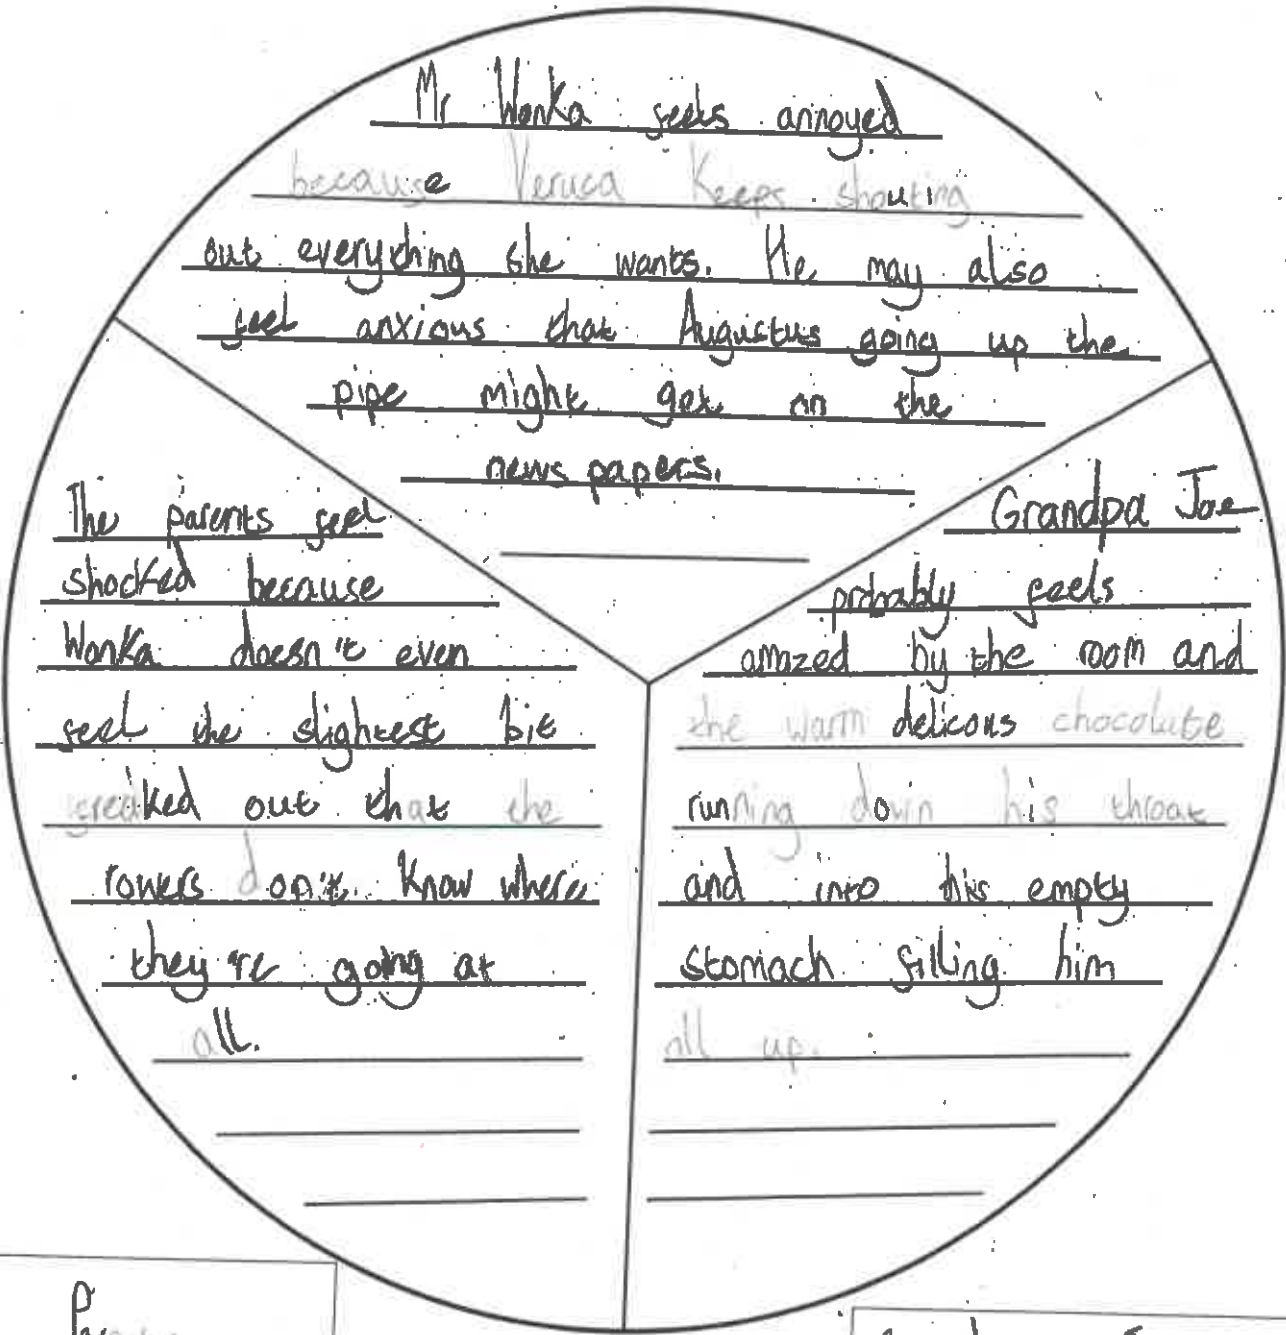 Mr Wonka feels annoyed
because Veruca Keeps shouting
out everything she wants. He may also
feel anxious that Augustus going up the
pipe might get on the
news papers.
The parents feel
shocked because
Wonka doesn't even
feel the slightest bit
freaked out that the
rowers don't know where
they're going at
all.
Grandpa Joe
probably feels
amazed by the room and
the warm delicous chocolate
running down his throat
and into his empty
stomach filling him
all up.